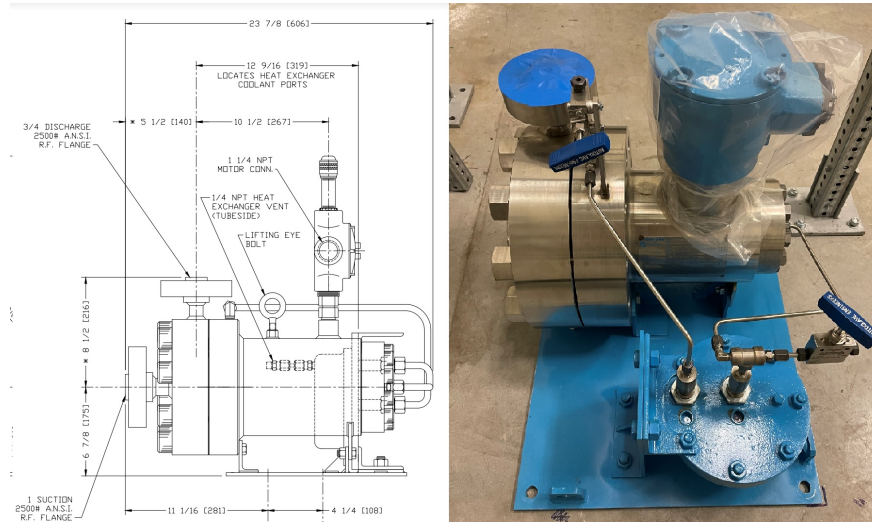 23 7/8 [606]
12 9/16 [319]
LOCATES HEAT EXCHANGER
COOLANT PORTS
* 5 1/2 [140]
10 1/2 [267]
3/4 DISCHARGE
2500# A.N.S.I.
R.F. FLANGE
1 1/4 NPT
MOTOR CONN.
1/4 NPT HEAT
EXCHANGER VENT
(TUBESIDE)
LIFTING EYE
BOLT
* 8 1/2 [216]
6 7/8 [175]
1 SUCTION
2500# A.N.S.I.
R.F. FLANGE
11 1/16 [281]
4 1/4 [108]